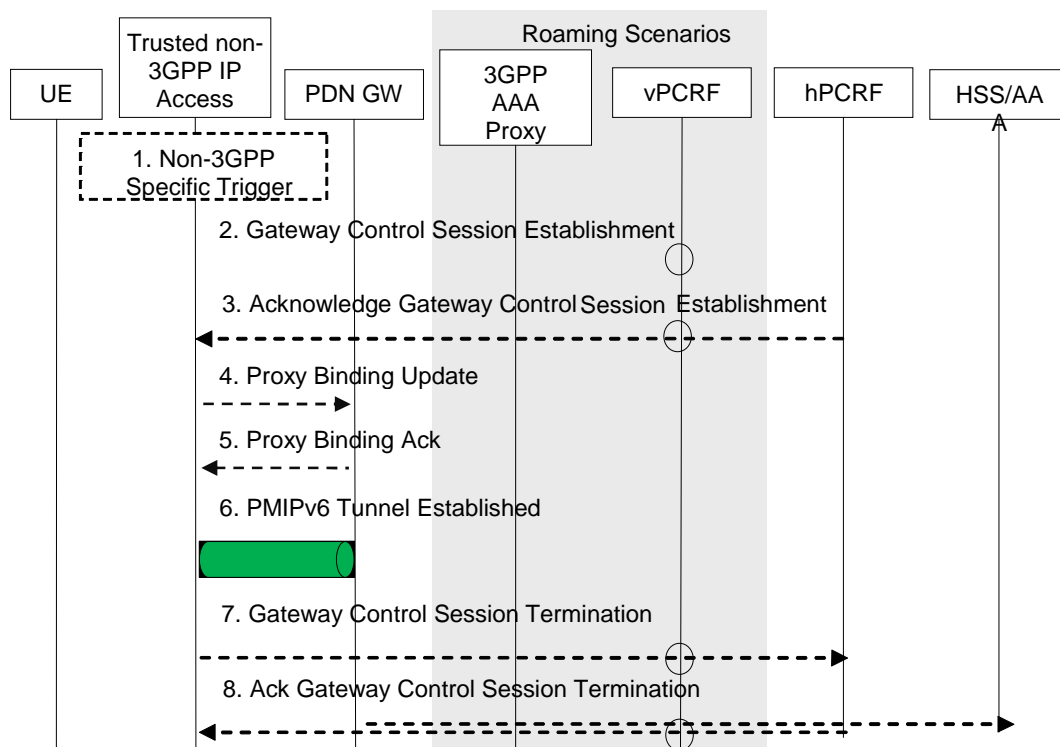 Roaming Scenarios
UE
Trusted non-
3GPP IP
Access
PDN GW
3GPP
AAA
Proxy
vPCRF
hPCRF
HSS/AA
A
1. Non-3GPP
Specific Trigger
2. Gateway Control Session Establishment
3. Acknowledge Gateway Control Session Establishment
4. Proxy Binding Update
5. Proxy Binding Ack
6. PMIPv6 Tunnel Established
7. Gateway Control Session Termination
8. Ack Gateway Control Session Termination